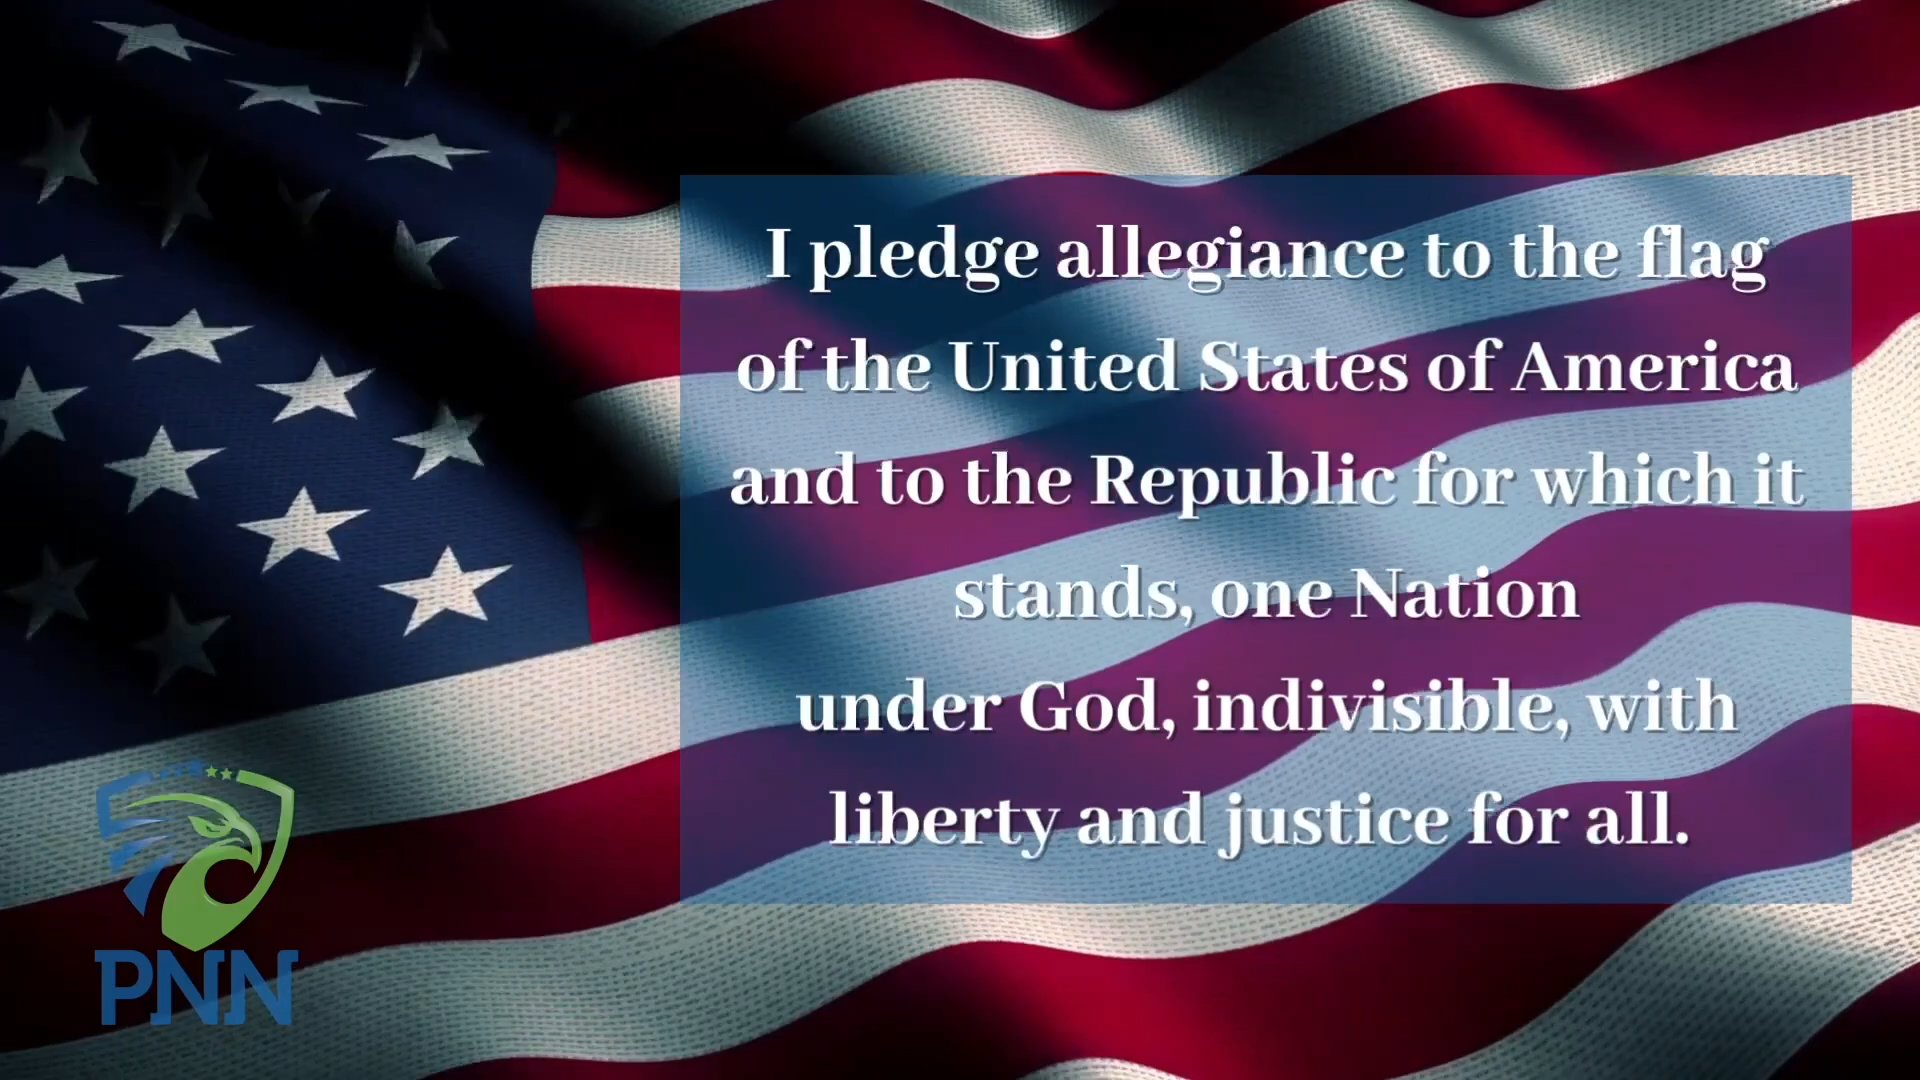 I pledge allegiance to the flag
of the United States of America
and to the Republic for which it
stands, one Nation
under God, indivisible, with
liberty and justice for all.
PNN